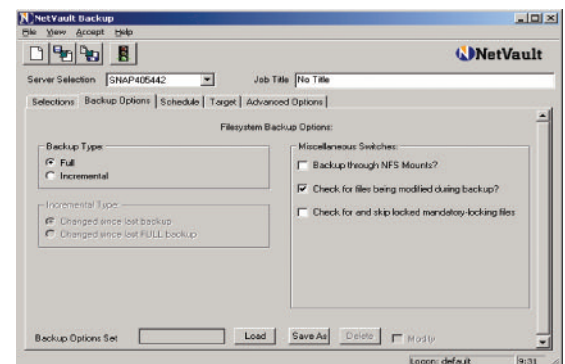 NetVault Backup
File View Accept Help
NetVault
Server Selection SNAP405442 Job Title No Title
Selections Backup Options Schedule Target Advanced Options
Filesystem Backup Options:
Backup Type:
Full
Incremental
Incremental Type:
Changed since last backup
Changed since last FULL backup
Miscellaneous Switches:
Backup through NFS Mounts?
Check for files being modified during backup?
Check for and skip locked mandatory-locking files
Backup Options Set Load Save As Delete Modify
Logon: default 9:31